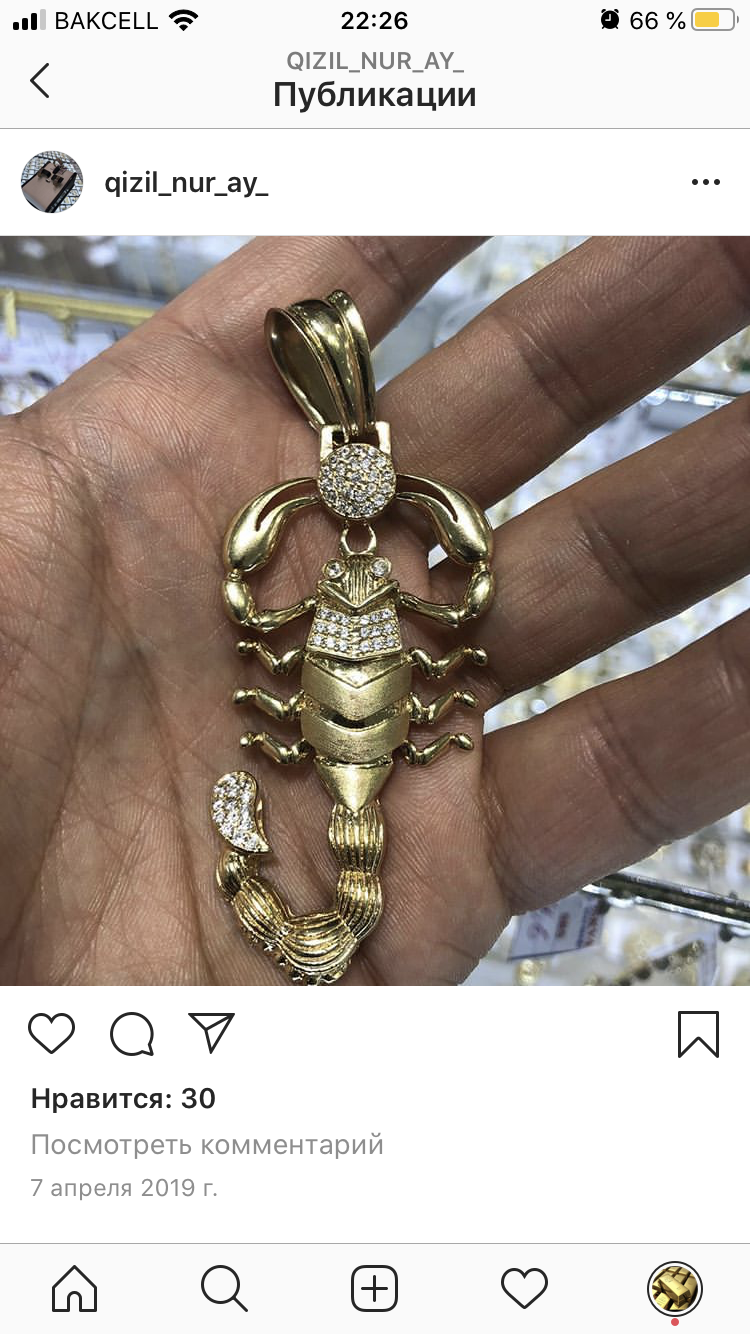 BAKCELL 22:26 66 %
QIZIL_NUR_AY_
Публикации
qizil_nur_ay_
Нравится: 30
Посмотреть комментарий
7 апреля 2019 г.